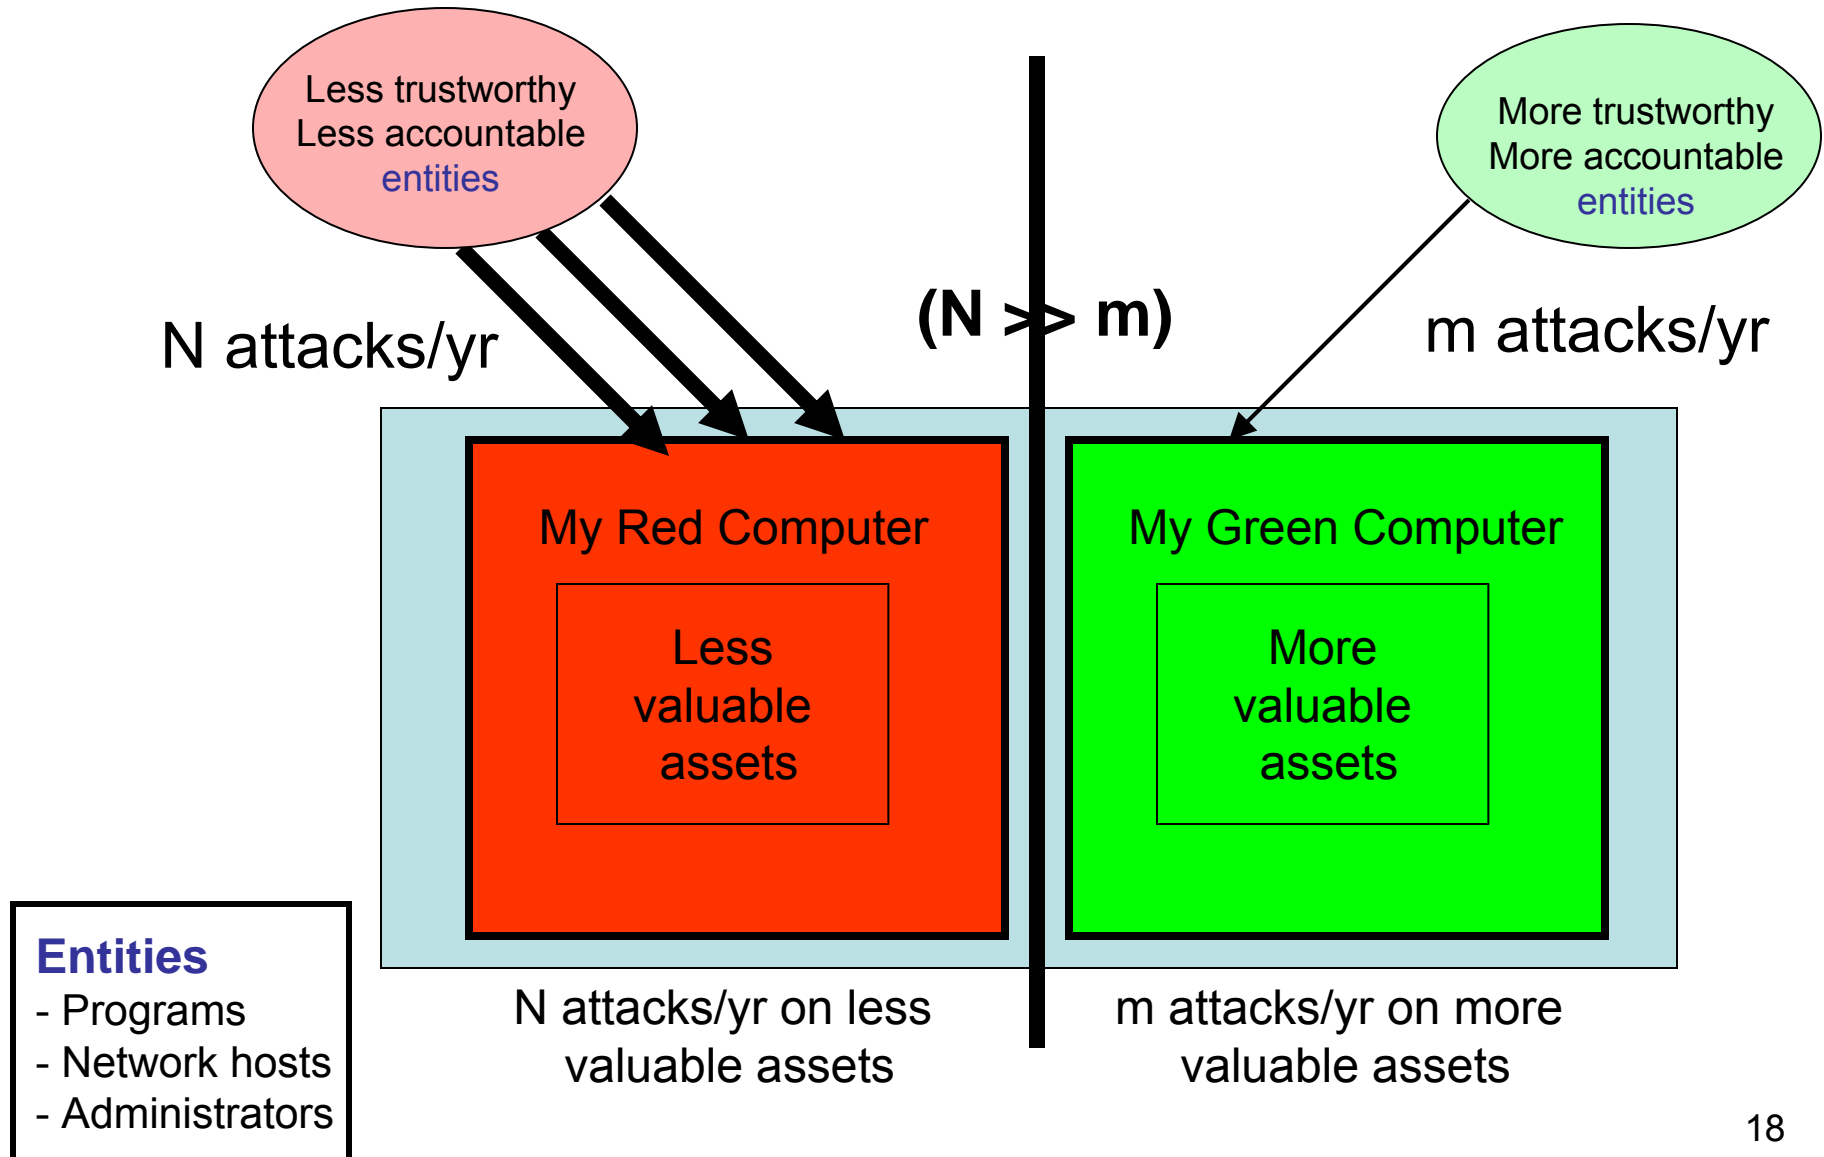 Less trustworthy
Less accountable
entities
More trustworthy
More accountable
entities
N attacks/yr
(N >> m)
m attacks/yr
My Red Computer
Less
valuable
assets
My Green Computer
More
valuable
assets
N attacks/yr on less
valuable assets
m attacks/yr on more
valuable assets
Entities
- Programs
- Network hosts
- Administrators
18